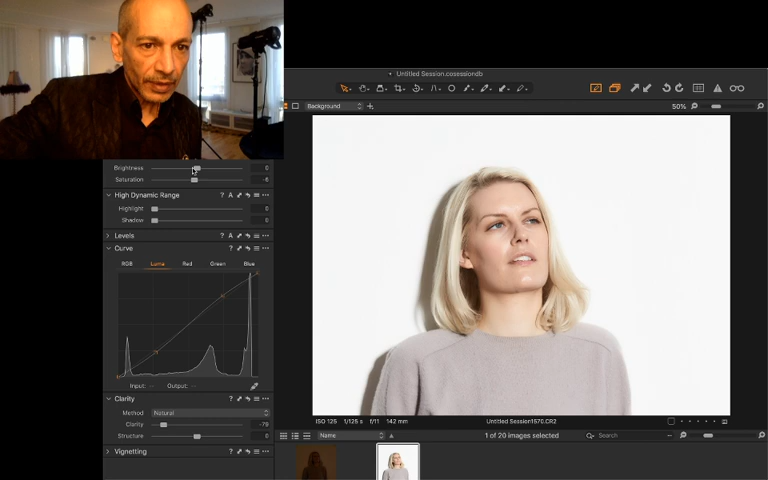 Untitled Session.cosessiondb
Background
50%
Brightness 0
Saturation -6
High Dynamic Range ? A
Highlight 0
Shadow 0
Levels ? A
Curve ?
RGB Luma Red Green Blue
Input: -- Output: --
Clarity ?
Method Natural
Clarity -79
Structure 0
Vignetting ?
ISO 125 1/125 s f/11 142 mm Untitled Session1570.CR2
Name 1 of 20 images selected Search